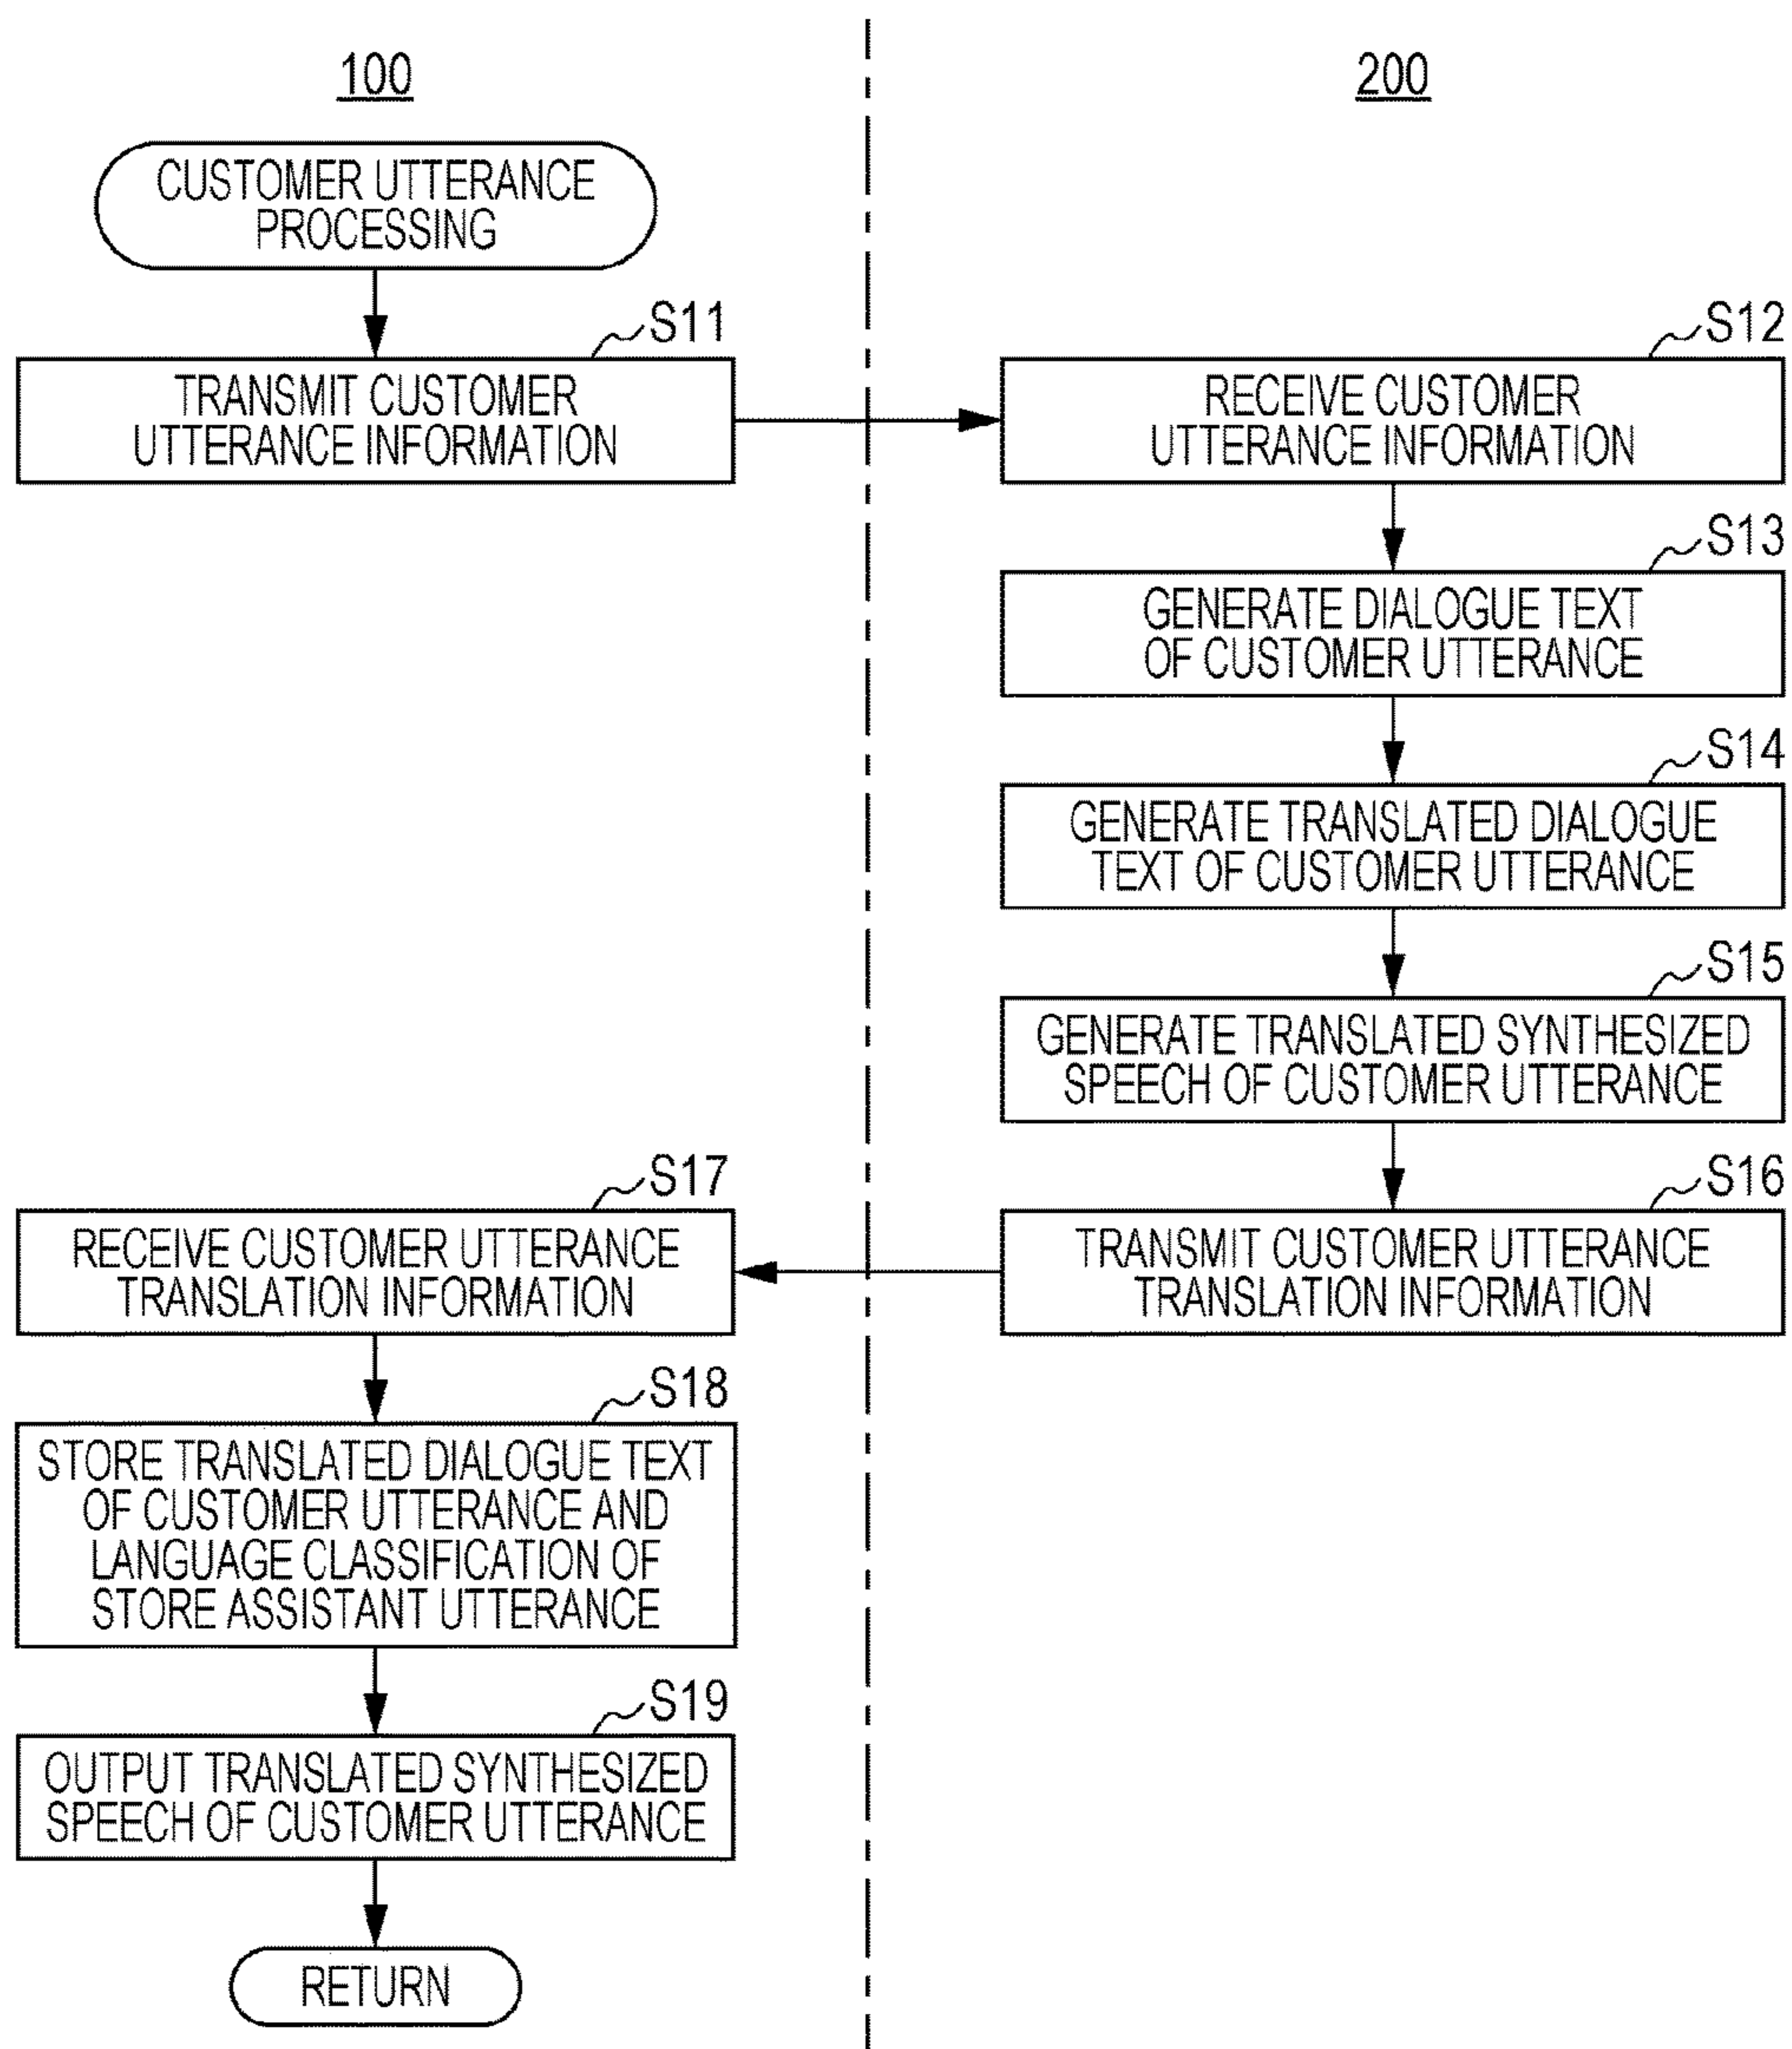 100
200
CUSTOMER UTTERANCE
PROCESSING
S11
TRANSMIT CUSTOMER
UTTERANCE INFORMATION
S12
RECEIVE CUSTOMER
UTTERANCE INFORMATION
S13
GENERATE DIALOGUE TEXT
OF CUSTOMER UTTERANCE
S14
GENERATE TRANSLATED DIALOGUE
TEXT OF CUSTOMER UTTERANCE
S15
GENERATE TRANSLATED SYNTHESIZED
SPEECH OF CUSTOMER UTTERANCE
S16
TRANSMIT CUSTOMER UTTERANCE
TRANSLATION INFORMATION
S17
RECEIVE CUSTOMER UTTERANCE
TRANSLATION INFORMATION
S18
STORE TRANSLATED DIALOGUE TEXT
OF CUSTOMER UTTERANCE AND
LANGUAGE CLASSIFICATION OF
STORE ASSISTANT UTTERANCE
S19
OUTPUT TRANSLATED SYNTHESIZED
SPEECH OF CUSTOMER UTTERANCE
RETURN